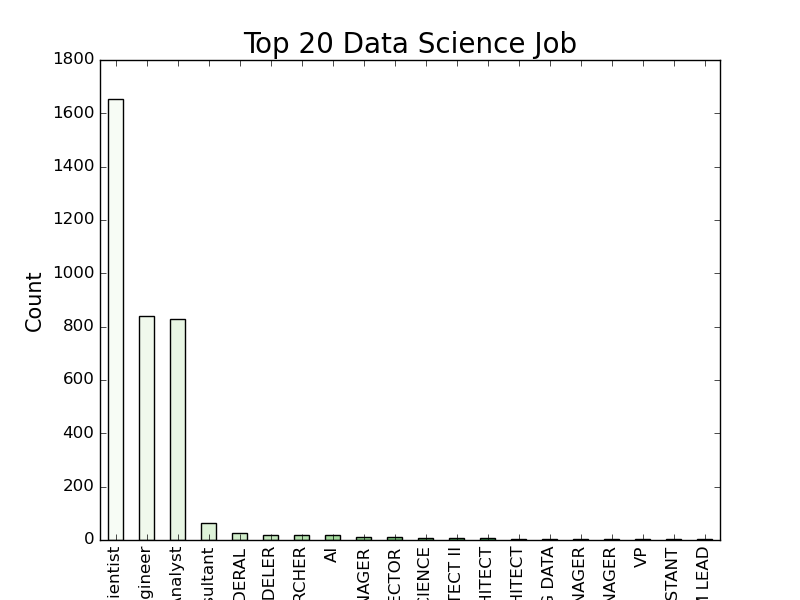 Top 20 Data Science Job
1800
1600
1400
1200
1000
800
600
400
200
0
Count
ientist
gineer
Analyst
sultant
DERAL
DELER
RCHER
AI
NAGER
ECTOR
CIENCE
TECT II
HITECT
HITECT
G DATA
NAGER
NAGER
VP
STANT
M LEAD